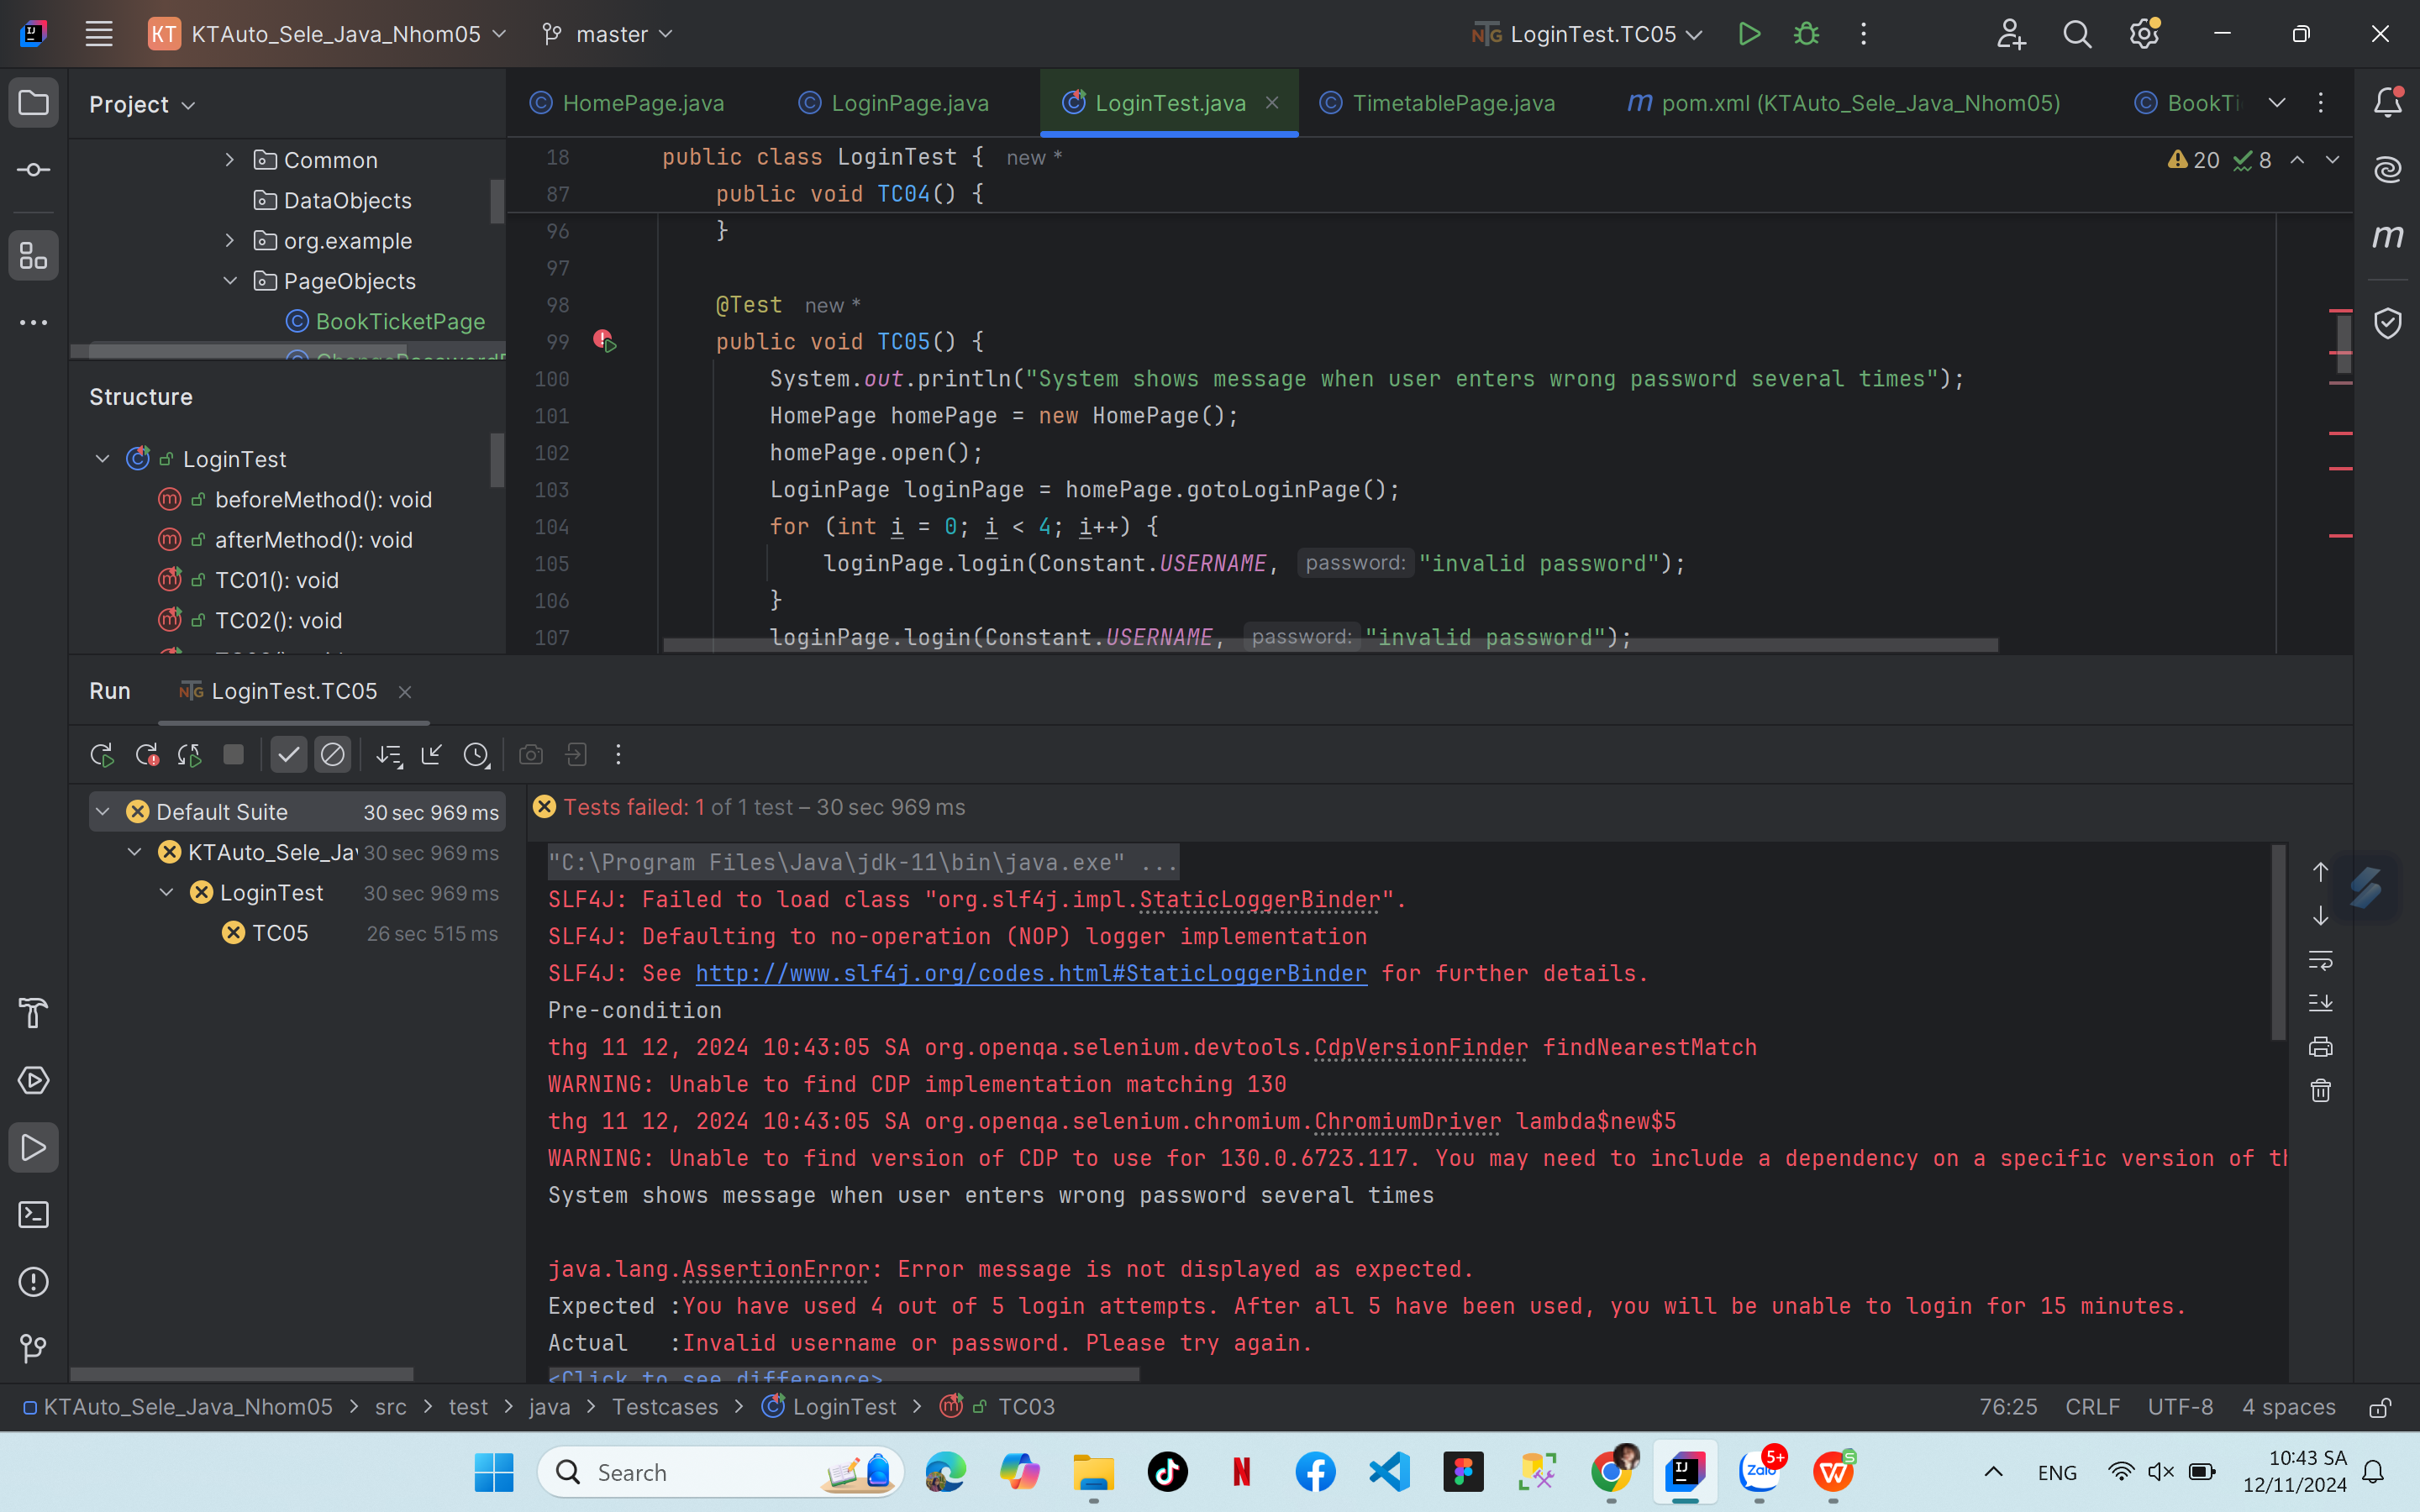 KT KTAuto_Sele_Java_Nhom05 master LoginTest.TC05
Project
HomePage.java LoginPage.java LoginTest.java TimetablePage.java pom.xml (KTAuto_Sele_Java_Nhom05)
Common
DataObjects
org.example
PageObjects
BookTicketPage
Structure
LoginTest
beforeMethod(): void
afterMethod(): void
TC01(): void
TC02(): void
20 8
18 public class LoginTest { new *
87 public void TC04() {
96 }
97
98 @Test new *
99 public void TC05() {
100 System.out.println("System shows message when user enters wrong password several times");
101 HomePage homePage = new HomePage();
102 homePage.open();
103 LoginPage loginPage = homePage.gotoLoginPage();
104 for (int i = 0; i < 4; i++) {
105 loginPage.login(Constant.USERNAME, password: "invalid password");
106 }
107 loginPage.login(Constant.USERNAME, password: "invalid password");
Run LoginTest.TC05
Default Suite 30 sec 969 ms
KTAuto_Sele_Ja 30 sec 969 ms
LoginTest 30 sec 969 ms
TC05 26 sec 515 ms
Tests failed: 1 of 1 test – 30 sec 969 ms
"C:\Program Files\Java\jdk-11\bin\java.exe" ...
SLF4J: Failed to load class "org.slf4j.impl.StaticLoggerBinder".
SLF4J: Defaulting to no-operation (NOP) logger implementation
SLF4J: See http://www.slf4j.org/codes.html#StaticLoggerBinder for further details.
Pre-condition
thg 11 12, 2024 10:43:05 SA org.openqa.selenium.devtools.CdpVersionFinder findNearestMatch
WARNING: Unable to find CDP implementation matching 130
thg 11 12, 2024 10:43:05 SA org.openqa.selenium.chromium.ChromiumDriver lambda$new$5
WARNING: Unable to find version of CDP to use for 130.0.6723.117. You may need to include a dependency on a specific version of
System shows message when user enters wrong password several times
java.lang.AssertionError: Error message is not displayed as expected.
Expected :You have used 4 out of 5 login attempts. After all 5 have been used, you will be unable to login for 15 minutes.
Actual :Invalid username or password. Please try again.
<Click to see difference>
KTAuto_Sele_Java_Nhom05 > src > test > java > Testcases > LoginTest > TC03
76:25 CRLF UTF-8 4 spaces
Search
Zalo 5+
ENG
10:43 SA
12/11/2024